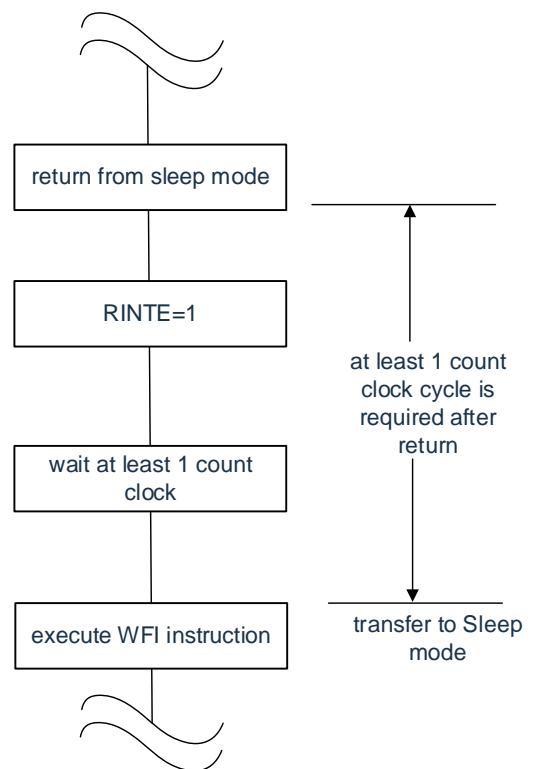 return from sleep mode
RINTE=1
at least 1 count
clock cycle is
required after
return
wait at least 1 count
clock
execute WFI instruction
transfer to Sleep
mode